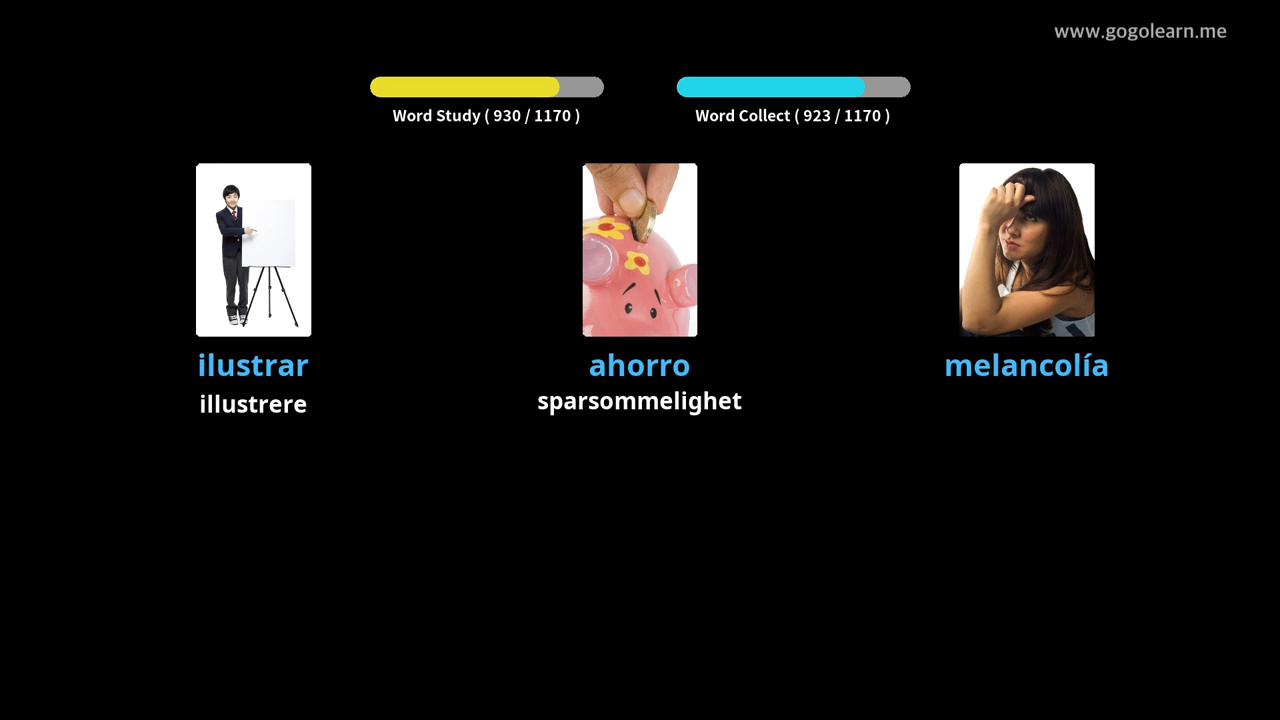 www.gogolearn.me
Word Study ( 930 / 1170 )
Word Collect ( 923 / 1170 )
ilustrar
ahorro
melancolía
illustrere
sparsommelighet